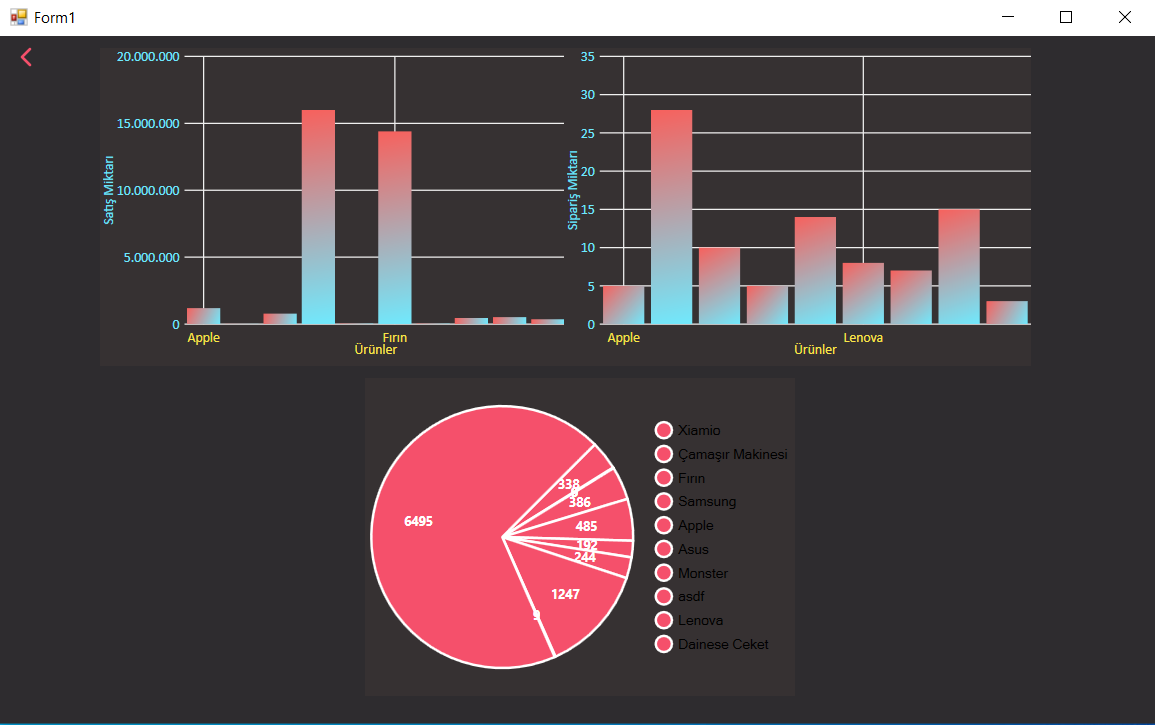 Form1
20.000.000
15.000.000
10.000.000
5.000.000
0
Satış Miktarı
Apple
Fırın
Ürünler
35
30
25
20
15
10
5
0
Sipariş Miktarı
Apple
Lenova
Ürünler
338
386
485
192
244
1247
9
6495
Xiamio
Çamaşır Makinesi
Fırın
Samsung
Apple
Asus
Monster
asdf
Lenova
Dainese Ceket